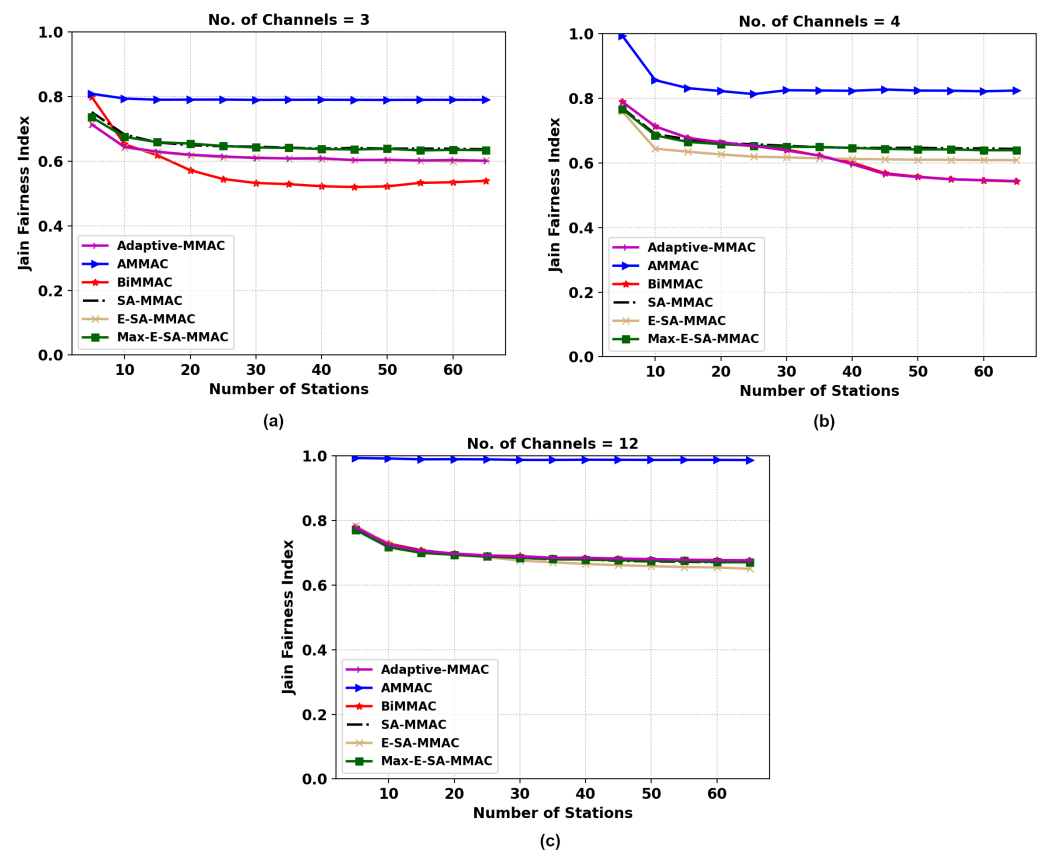 No. of Channels = 3
1.0
0.8
0.6
0.4
0.2
0.0
Jain Fairness Index
Adaptive-MMAC
AMMAC
BiMMAC
SA-MMAC
E-SA-MMAC
Max-E-SA-MMAC
10 20 30 40 50 60
Number of Stations
(a)
No. of Channels = 4
1.0
0.8
0.6
0.4
0.2
0.0
Jain Fairness Index
Adaptive-MMAC
AMMAC
BiMMAC
SA-MMAC
E-SA-MMAC
Max-E-SA-MMAC
10 20 30 40 50 60
Number of Stations
(b)
No. of Channels = 12
1.0
0.8
0.6
0.4
0.2
0.0
Jain Fairness Index
Adaptive-MMAC
AMMAC
BiMMAC
SA-MMAC
E-SA-MMAC
Max-E-SA-MMAC
10 20 30 40 50 60
Number of Stations
(c)